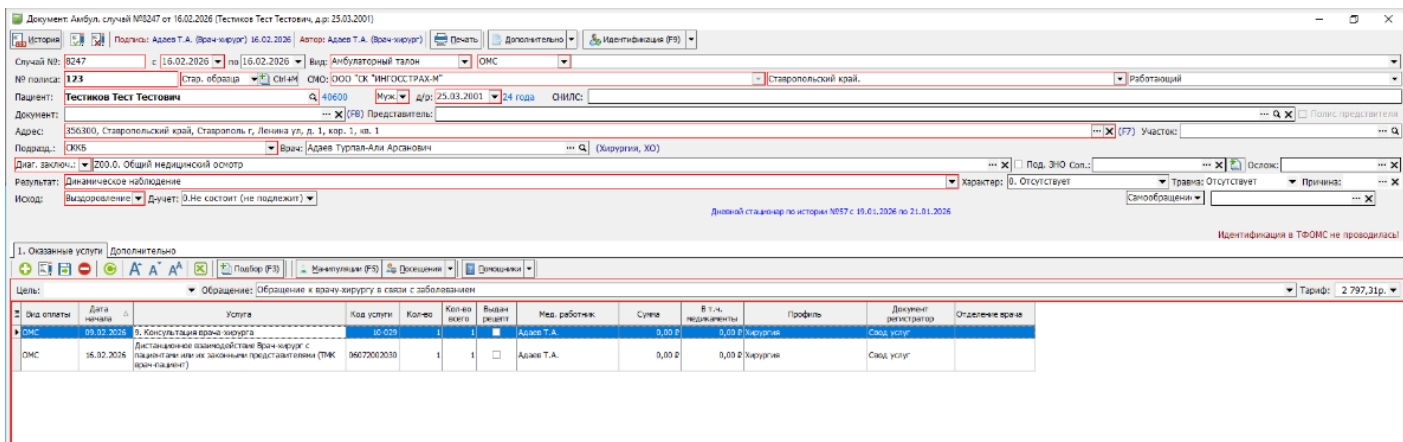 Документ: Амбул. случай №8247 от 16.02.2026 (Тестиков Тест Тестович, д.р: 25.03.2001)
История Подпись: Адаев Т.А. (Врач-хирург) 16.02.2026 Автор: Адаев Т.А. (Врач-хирург) Печать Дополнительно Идентификация (F9)
Случай №: 8247 с 16.02.2026 по 16.02.2026 Вид: Амбулаторный талон ОМС
№ полиса: 123 Стар. образца Ctrl+M СМО: ООО "СК "ИНГОССТРАХ-М" Ставропольский край. Работающий
Пациент: Тестиков Тест Тестович 40600 Муж. д/р: 25.03.2001 24 года СНИЛС:
Документ: (F8) Представитель: Полис представителя
Адрес: 356300, Ставропольский край, Ставрополь г, Ленина ул, д. 1, кор. 1, кв. 1 (F7) Участок:
Подразд.: СККБ Врач: Адаев Турпал-Али Арсанович (Хирургия, ХО)
Диаг. заключ.: Z00.0. Общий медицинский осмотр Под. ЗНО Соп.: Ослож:
Результат: Динамическое наблюдение Характер: 0. Отсутствует Травма: Отсутствует Причина:
Исход: Выздоровление Д-учет: 0.Не состоит (не подлежит) Самообращени
Дневной стационар по истории №57 с 19.01.2026 по 21.01.2026
Идентификация в ТФОМС не проводилась!
1. Оказанные услуги Дополнительно
Подбор (F3) Манипуляции (F5) Посещения Помощники
Цель: Обращение: Обращение к врачу-хирургу в связи с заболеванием Тариф: 2 797,31р.
Вид оплаты Дата начала Услуга Код услуги Кол-во Кол-во всего Выдан рецепт Мед. работник Сумма В т.ч. медикаменты Профиль Документ регистратор Отделение врача
ОМС 09.02.2026 9. Консультация врача-хирурга 10-029 1 1 Адаев Т.А. 0,00 ₽ 0,00 ₽ Хирургия Свод услуг
ОМС 16.02.2026 Дистанционное взаимодействие Врач-хирург с пациентами или их законными представителями (ТМК врач-пациент) 06072002030 1 1 Адаев Т.А. 0,00 ₽ 0,00 ₽ Хирургия Свод услуг